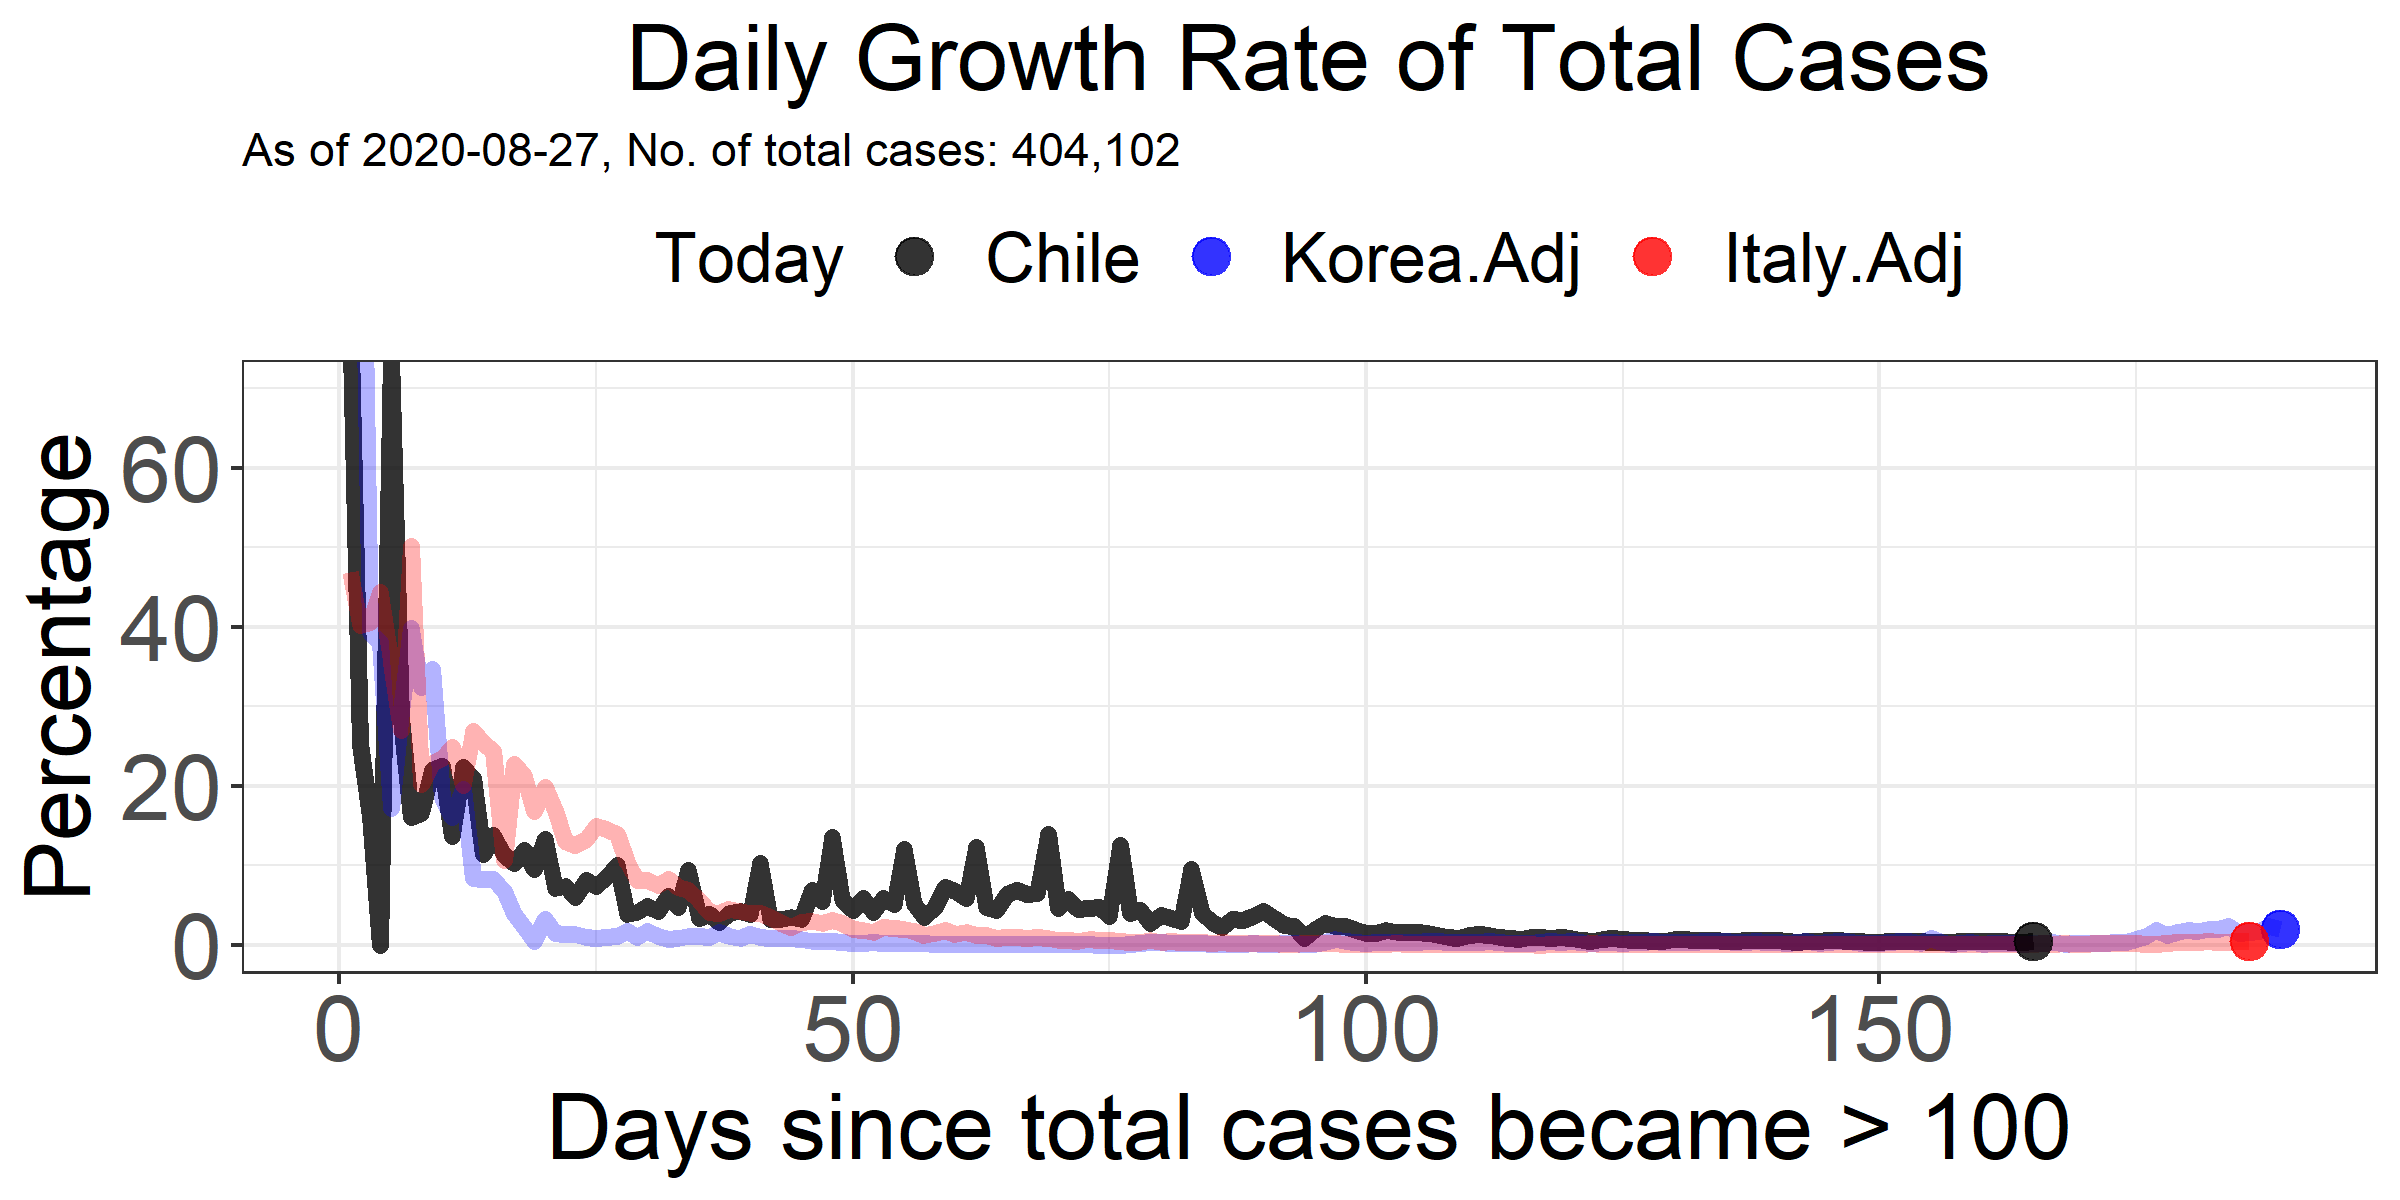 Daily Growth Rate of Total Cases
As of 2020-08-27, No. of total cases: 404,102
Today Chile Korea.Adj Italy.Adj
Percentage
60
40
20
0
0 50 100 150
Days since total cases became > 100